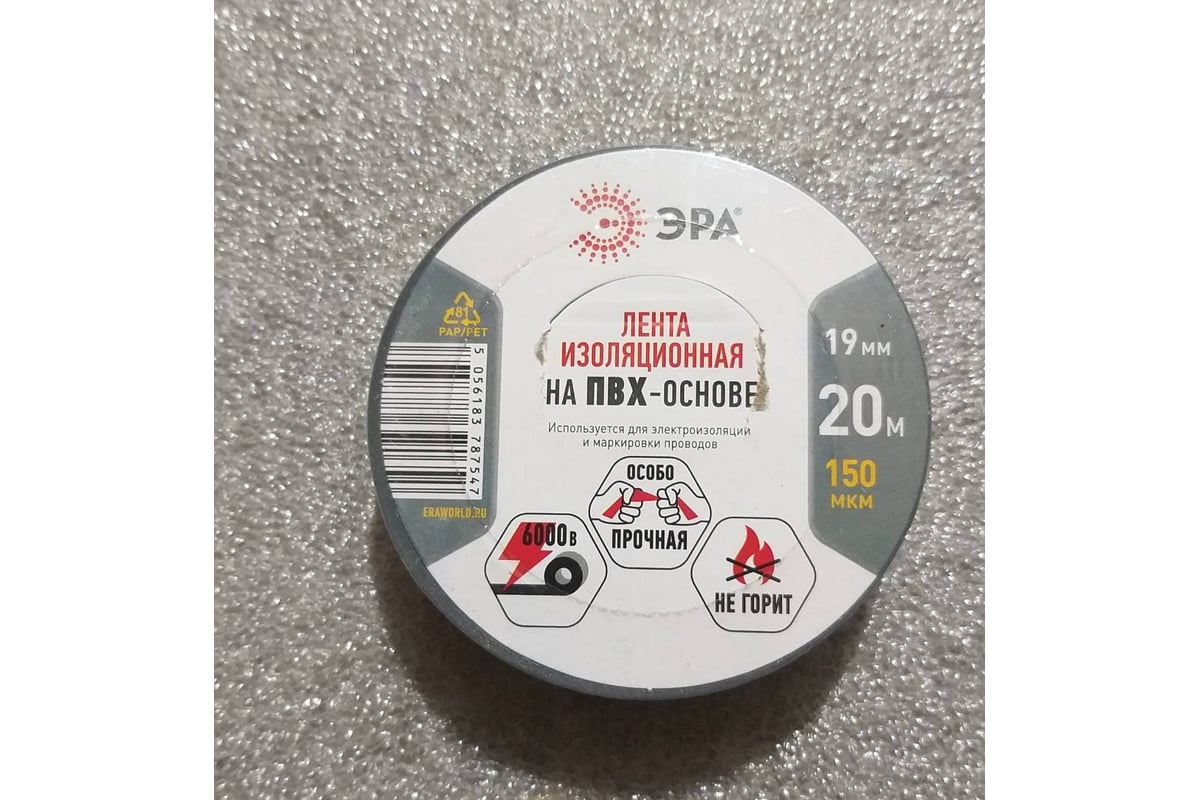 ЭРА®
ЛЕНТА
ИЗОЛЯЦИОННАЯ
НА ПВХ-ОСНОВЕ
Используется для электроизоляции
и маркировки проводов
81
PAP/PET
5 056183 787547
ERAWORLD.RU
19 мм
20 м
150
МКМ
ОСОБО
ПРОЧНАЯ
6000 В
НЕ ГОРИТ